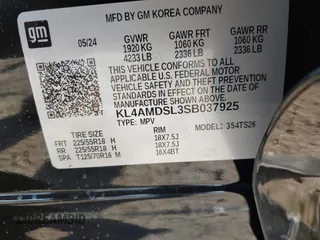 MFD BY GM KOREA COMPANY
gm
05/24 GVWR GAWR FRT GAWR RR
1920 KG 1060 KG 1060 KG
4233 LB 2336 LB 2336 LB
THIS VEHICLE CONFORMS TO ALL APPLICABLE U.S.
FEDERAL MOTOR VEHICLE SAFETY, BUMPER, AND
THEFT PREVENTION STANDARDS IN EFFECT ON THE
DATE OF MANUFACTURE SHOWN ABOVE.
KL4AMDSL3SB037925
TYPE: MPV MODEL: 354TS26
TIRE SIZE RIM
FRT 225/55R18 H 18X7.5J
RR 225/55R18 H 18X7.5J
SPA T125/70R16 M 16X4BT